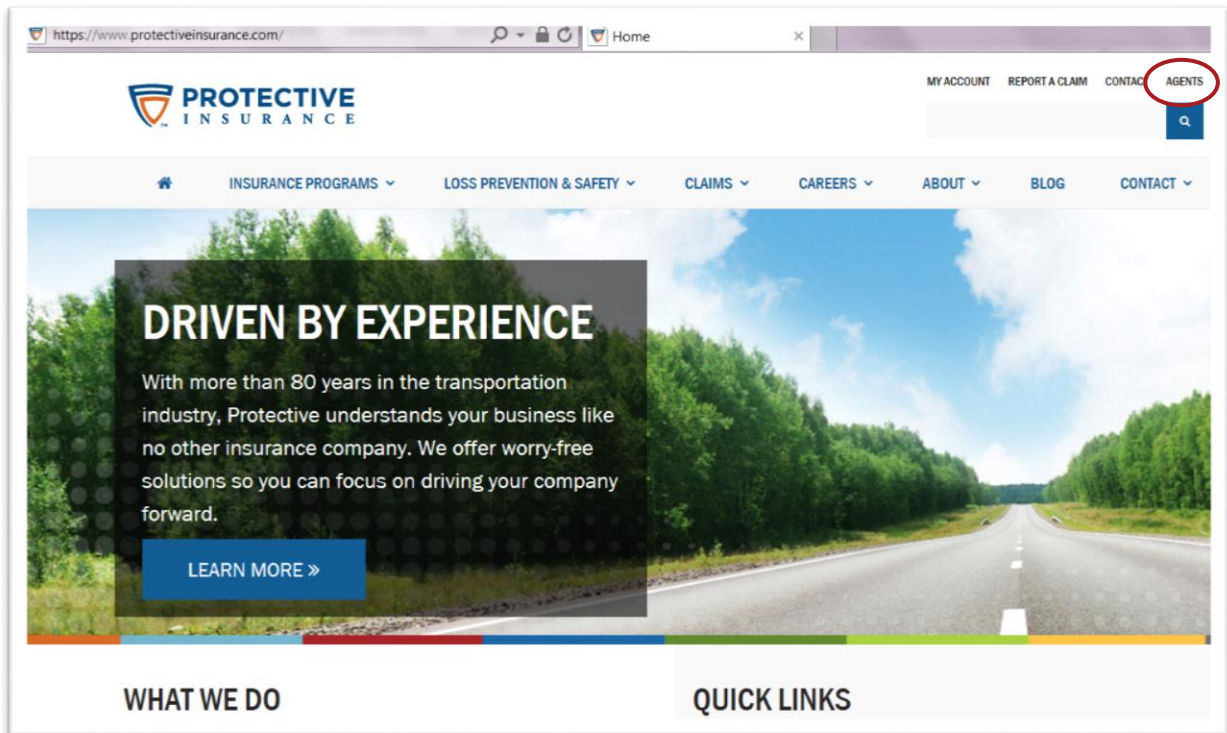 https://www.protectiveinsurance.com/
Home
PROTECTIVE
INSURANCE
MY ACCOUNT REPORT A CLAIM CONTAC AGENTS
INSURANCE PROGRAMS LOSS PREVENTION & SAFETY CLAIMS CAREERS ABOUT BLOG CONTACT
DRIVEN BY EXPERIENCE
With more than 80 years in the transportation
industry, Protective understands your business like
no other insurance company. We offer worry-free
solutions so you can focus on driving your company
forward.
LEARN MORE »
WHAT WE DO
QUICK LINKS